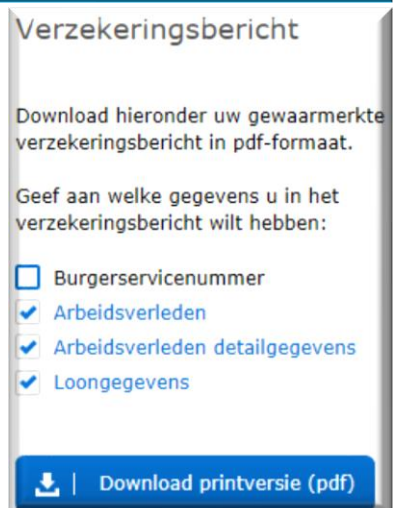 Verzekeringsbericht
Download hieronder uw gewaarmerkte
verzekeringsbericht in pdf-formaat.
Geef aan welke gegevens u in het
verzekeringsbericht wilt hebben:
Burgerservicenummer
Arbeidsverleden
Arbeidsverleden detailgegevens
Loongegevens
Download printversie (pdf)